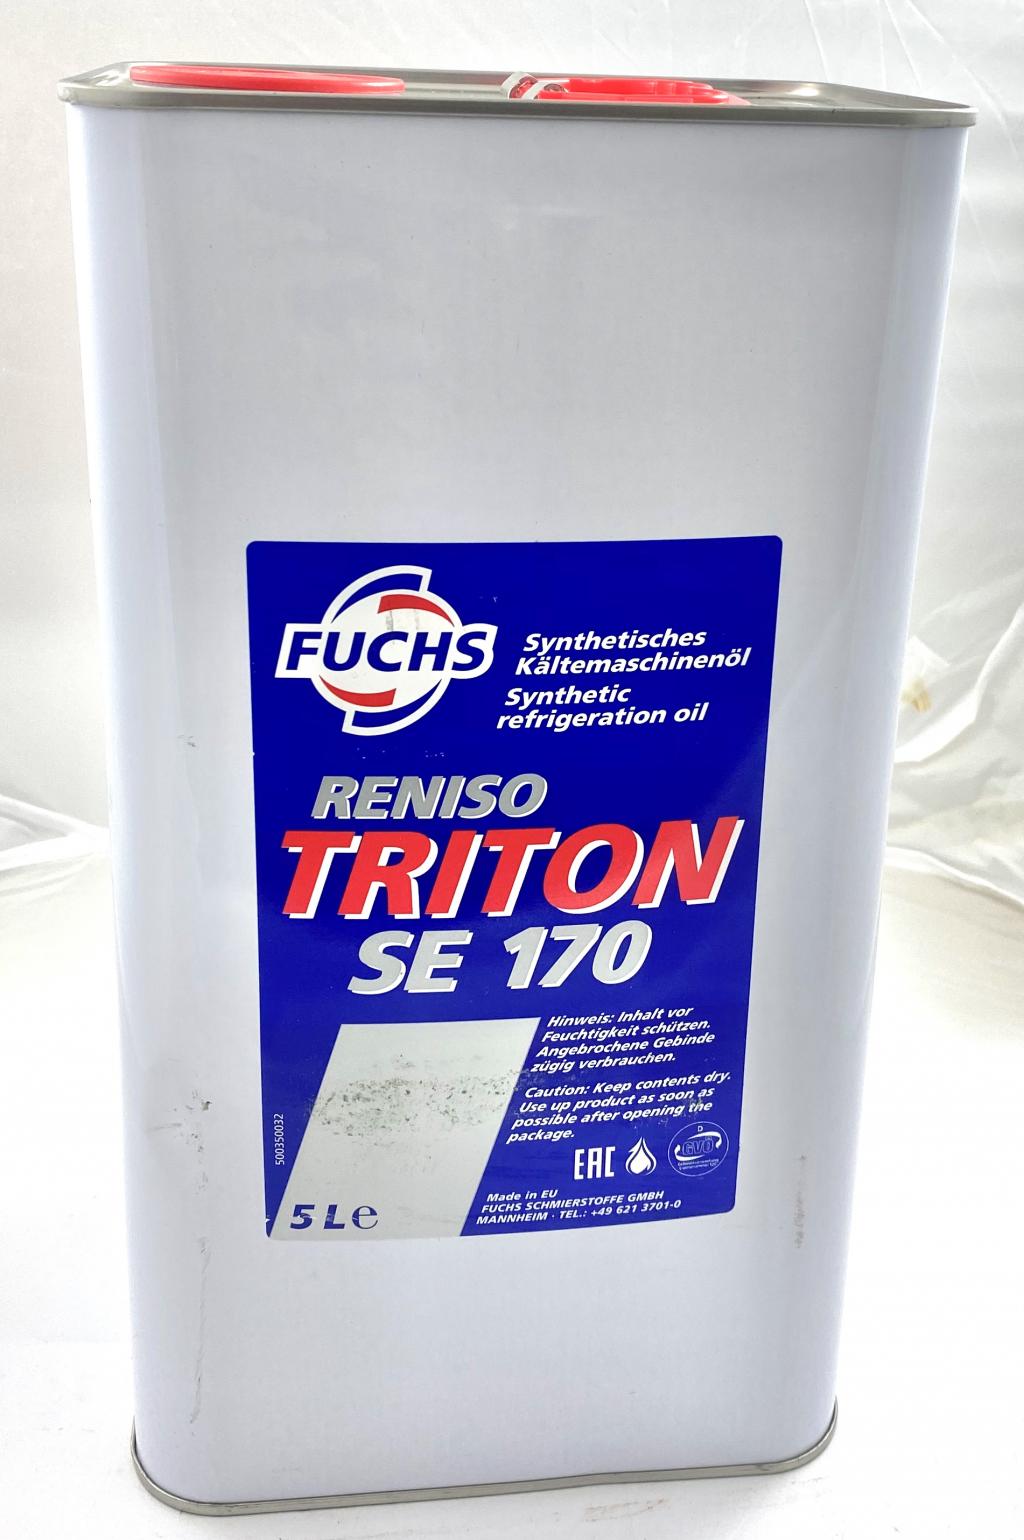 FUCHS
Synthetisches
Kältemaschinenöl
Synthetic
refrigeration oil
RENISO
TRITON
SE 170
Hinweis: Inhalt vor
Feuchtigkeit schützen.
Angebrochene Gebinde
zügig verbrauchen.
Caution: Keep contents dry.
Use up product as soon as
possible after opening the
package.
500350032
EAC
D
GVÖ
5 L e
Made in EU
FUCHS SCHMIERSTOFFE GMBH
MANNHEIM · TEL.: +49 621 3701-0